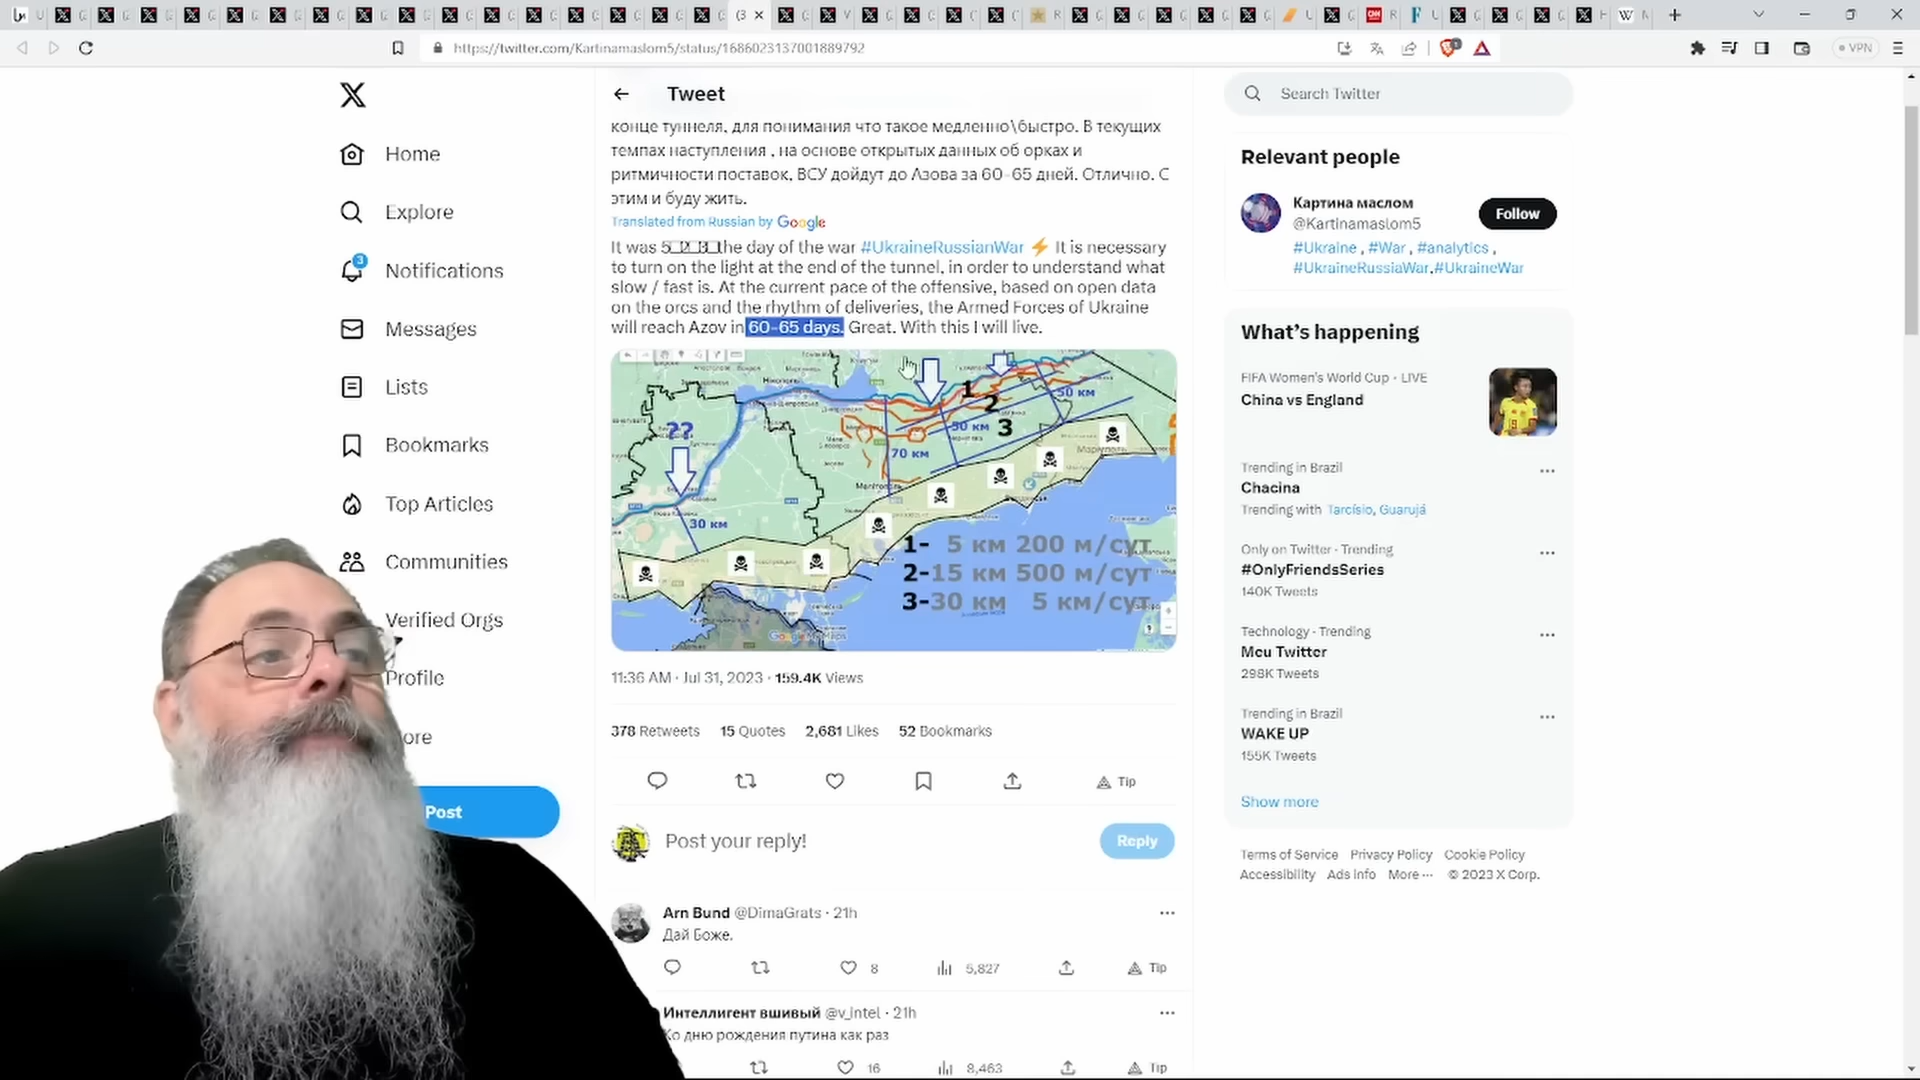 https://twitter.com/Kartinamaslom5/status/1686023137001889792
VPN
Home
Explore
3
Notifications
Messages
Lists
Bookmarks
Top Articles
Communities
Verified Orgs
Profile
ore
Post
Tweet
конце туннеля, для понимания что такое медленно\быстро. В текущих
темпах наступления , на основе открытых данных об орках и
ритмичности поставок, ВСУ дойдут до Азова за 60-65 дней. Отлично. С
этим и буду жить.
Translated from Russian by Google
It was 5 2 3 the day of the war #UkraineRussianWar ⚡ It is necessary
to turn on the light at the end of the tunnel, in order to understand what
slow / fast is. At the current pace of the offensive, based on open data
on the orcs and the rhythm of deliveries, the Armed Forces of Ukraine
will reach Azov in 60-65 days. Great. With this I will live.
??
1
2
3
50 км
50 км
70 км
30 км
1- 5 км 200 м/сут
2-15 км 500 м/сут
3-30 км 5 км/сут
11:36 AM · Jul 31, 2023 · 159.4K Views
378 Retweets 15 Quotes 2,681 Likes 52 Bookmarks
Tip
Post your reply!
Reply
Arn Bund @DimaGrats · 21h
Дай Боже.
8 5,827 Tip
Интеллигент вшивый @v_intel · 21h
Ко дню рождения путина как раз
16 8,463 Tip
Search Twitter
Relevant people
Картина маслом
@Kartinamaslom5
Follow
#Ukraine , #War , #analytics ,
#UkraineRussiaWar,#UkraineWar
What's happening
FIFA Women's World Cup · LIVE
China vs England
Trending in Brazil
Chacina
Trending with Tarcísio, Guarujá
Only on Twitter · Trending
#OnlyFriendsSeries
140K Tweets
Technology · Trending
Meu Twitter
298K Tweets
Trending in Brazil
WAKE UP
155K Tweets
Show more
Terms of Service Privacy Policy Cookie Policy
Accessibility Ads info More ··· © 2023 X Corp.